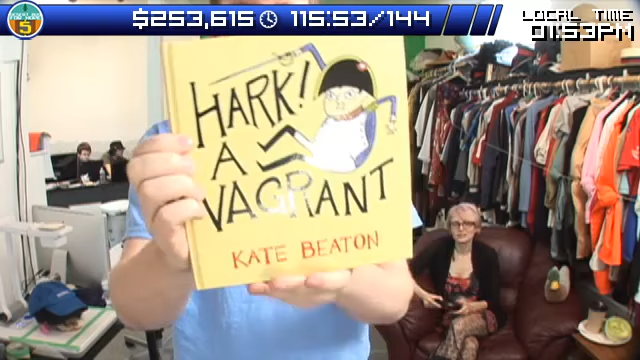 $253,615 115:53/144
LOCAL TIME
01:53PM
HARK!
A
VAGRANT
KATE BEATON